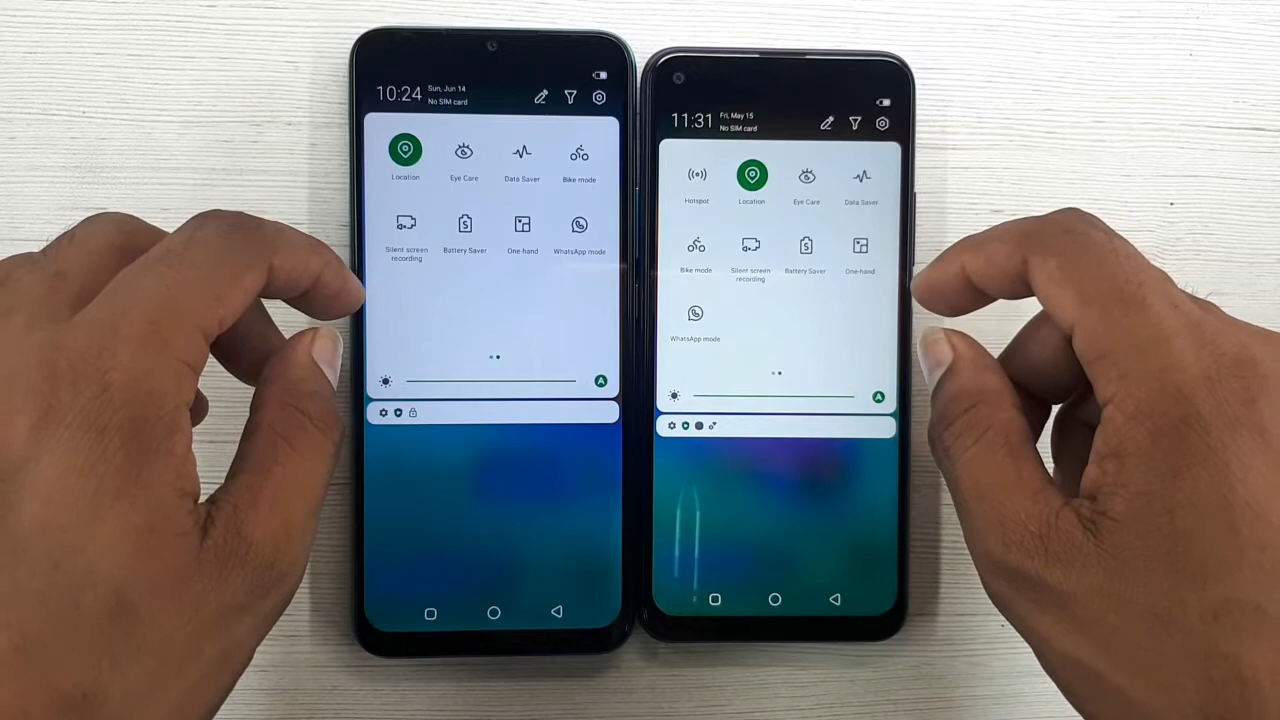 10:24
Sun, Jun 14
No SIM card
Location
Eye Care
Data Saver
Bike mode
Silent screen
recording
Battery Saver
One-hand
WhatsApp mode
A
11:31
Fri, May 15
No SIM card
Hotspot
Location
Eye Care
Data Saver
Bike mode
Silent screen
recording
Battery Saver
One-hand
WhatsApp mode
A